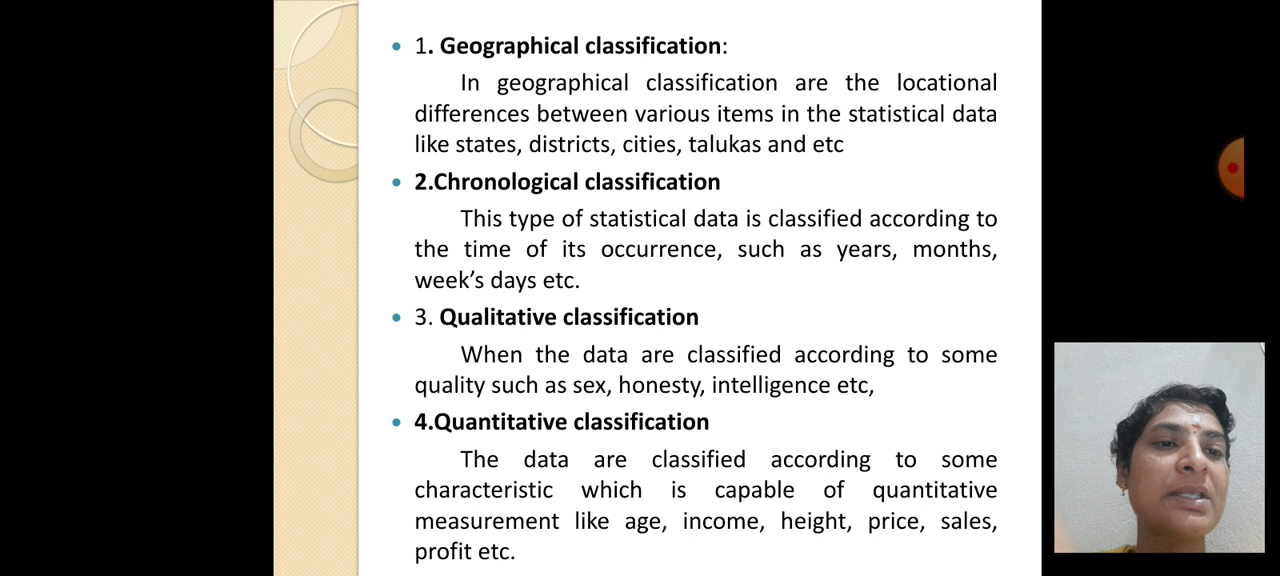 1. Geographical classification:
In geographical classification are the locational
differences between various items in the statistical data
like states, districts, cities, talukas and etc
2.Chronological classification
This type of statistical data is classified according to
the time of its occurrence, such as years, months,
week's days etc.
3. Qualitative classification
When the data are classified according to some
quality such as sex, honesty, intelligence etc,
4.Quantitative classification
The data are classified according to some
characteristic which is capable of quantitative
measurement like age, income, height, price, sales,
profit etc.